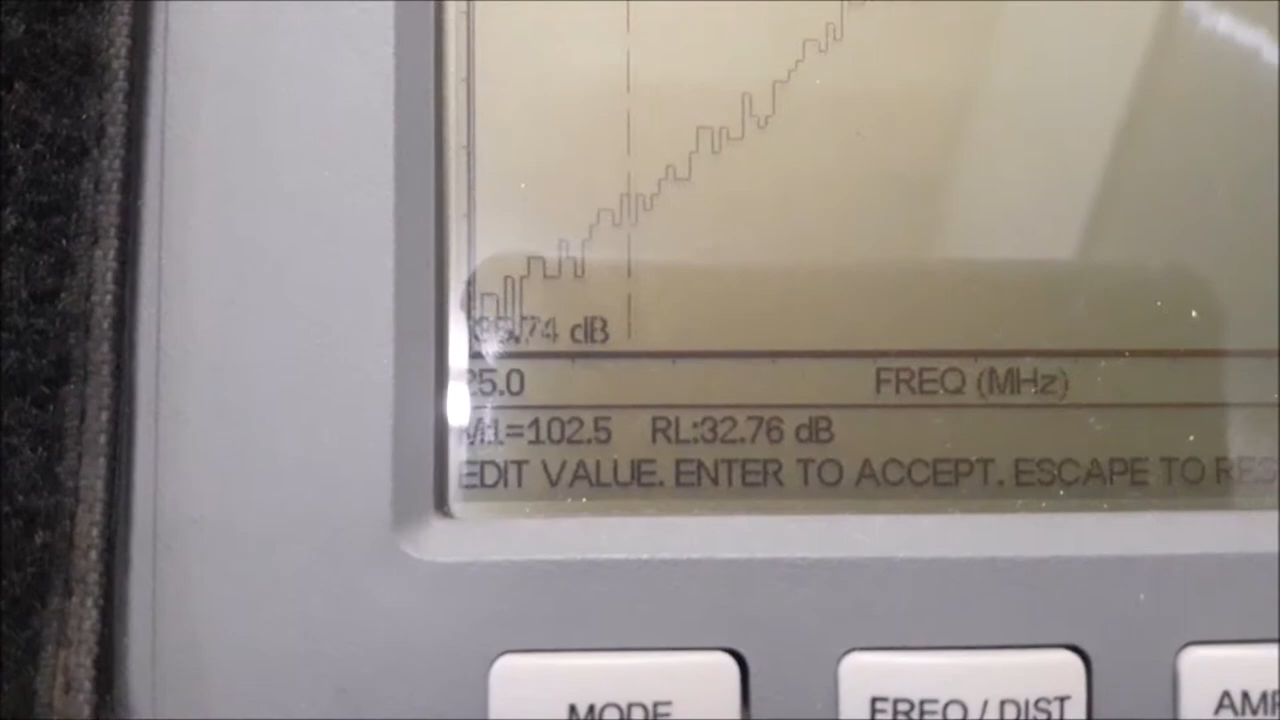 dB
25.0 FREQ (MHz)
M1=102.5 RL:32.76 dB
EDIT VALUE. ENTER TO ACCEPT. ESCAPE TO
MODE FREQ / DIST